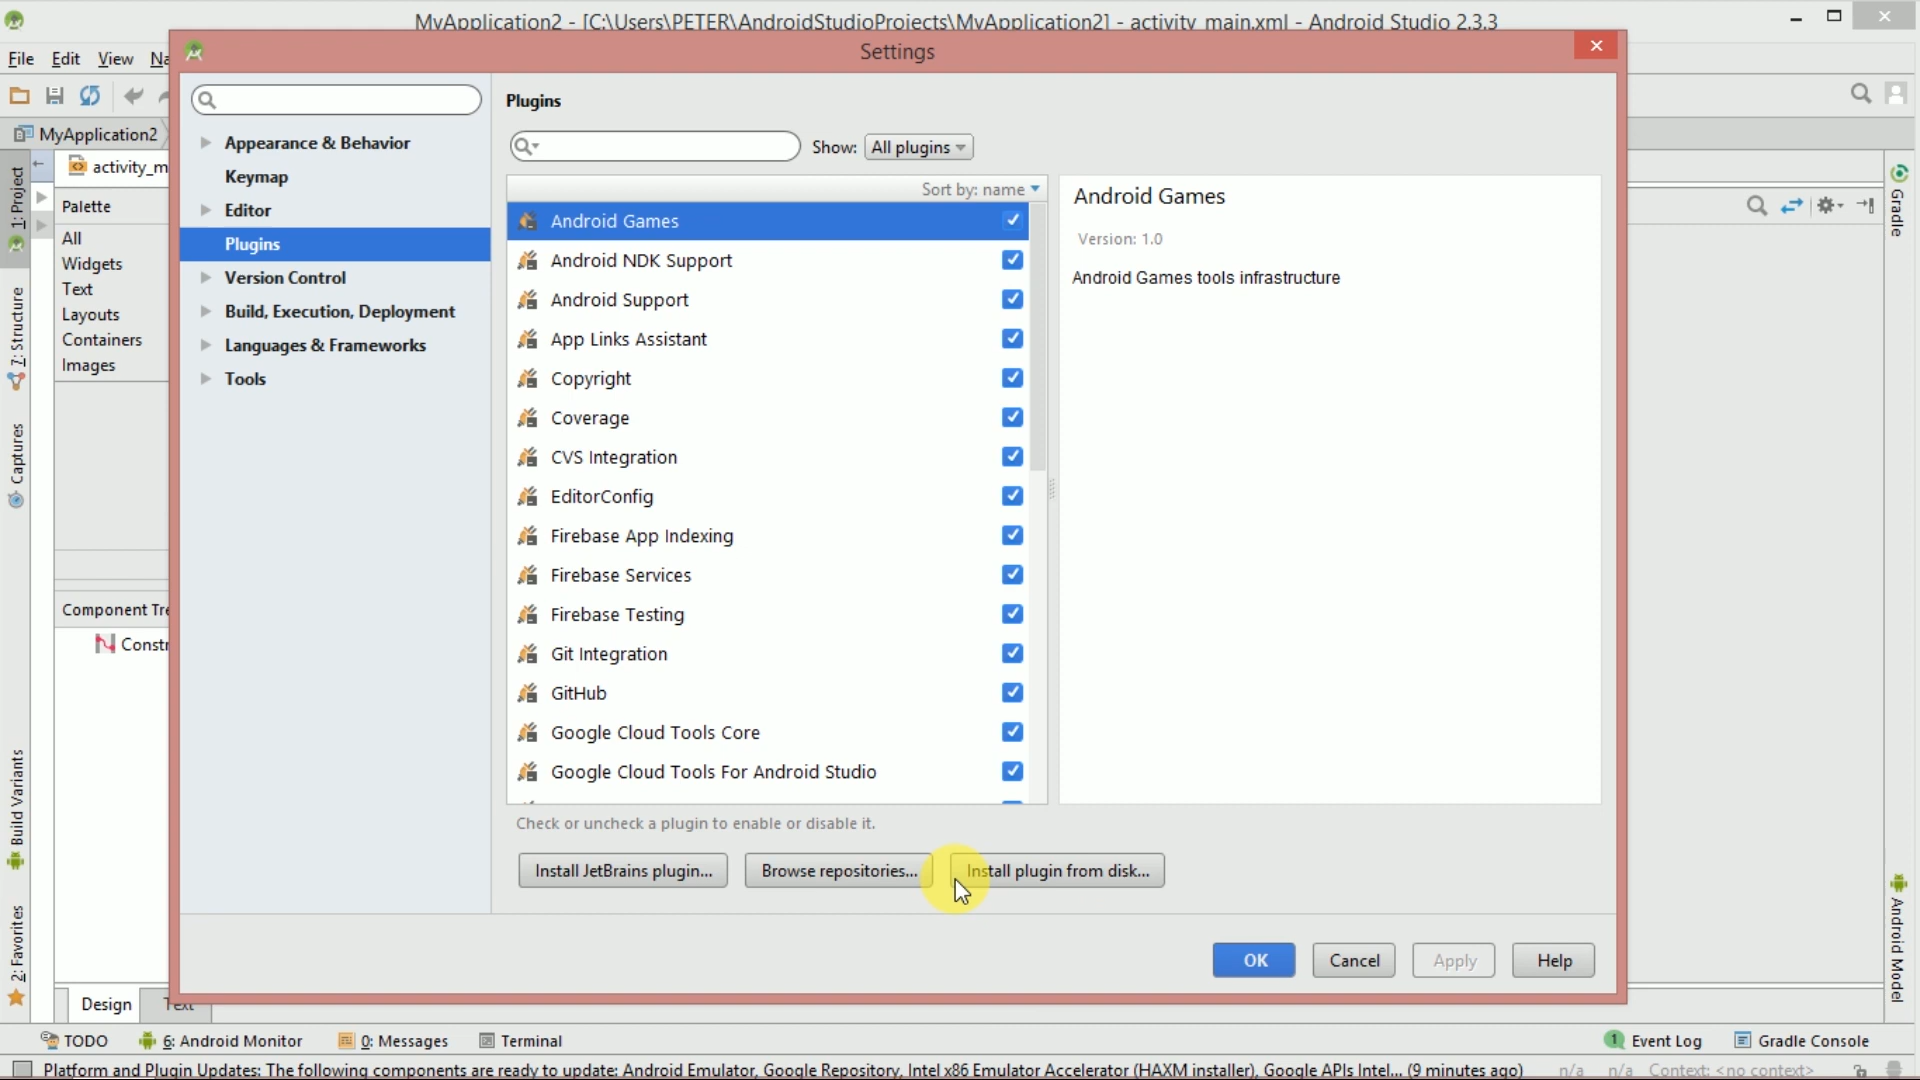 MyApplication2 - [C:\Users\PETER\AndroidStudioProjects\MyApplication2] - activity_main.xml - Android Studio 2.3.3
Settings
File Edit View
MyApplication2
activity_m
1: Project
Z: Structure
Captures
Build Variants
2: Favorites
Palette
All
Widgets
Text
Layouts
Containers
Images
Component Tre
Constr
Design Text
Appearance & Behavior
Keymap
Editor
Plugins
Version Control
Build, Execution, Deployment
Languages & Frameworks
Tools
Plugins
Show: All plugins
Sort by: name
Android Games
Android NDK Support
Android Support
App Links Assistant
Copyright
Coverage
CVS Integration
EditorConfig
Firebase App Indexing
Firebase Services
Firebase Testing
Git Integration
GitHub
Google Cloud Tools Core
Google Cloud Tools For Android Studio
Check or uncheck a plugin to enable or disable it.
Install JetBrains plugin... Browse repositories... Install plugin from disk...
Android Games
Version: 1.0
Android Games tools infrastructure
OK Cancel Apply Help
Gradle
Android Model
TODO 6: Android Monitor 0: Messages Terminal 1 Event Log Gradle Console
Platform and Plugin Updates: The following components are ready to update: Android Emulator, Google Repository, Intel x86 Emulator Accelerator (HAXM installer), Google APIs Intel... (9 minutes ago) n/a n/a Context: <no context>